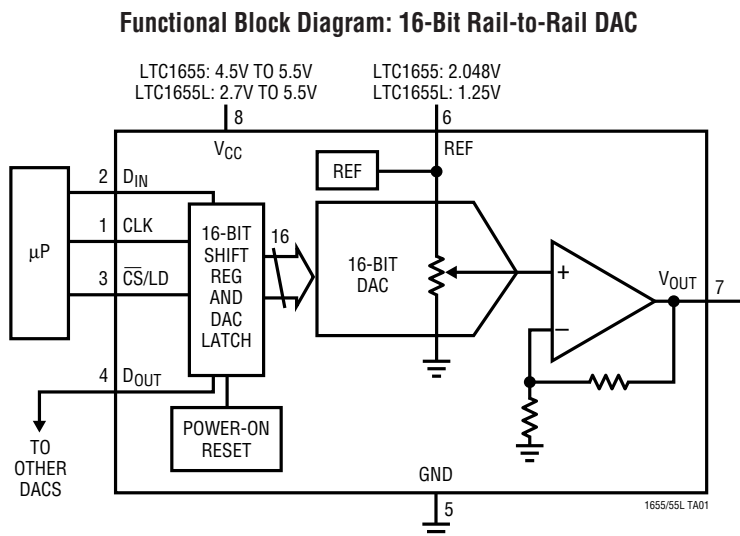 Functional Block Diagram: 16-Bit Rail-to-Rail DAC
LTC1655: 4.5V TO 5.5V
LTC1655L: 2.7V TO 5.5V
LTC1655: 2.048V
LTC1655L: 1.25V
8
6
VCC
REF
REF
μP
2
DIN
1
CLK
3
CS/LD
4
DOUT
16-BIT
SHIFT
REG
AND
DAC
LATCH
16
16-BIT
DAC
+
–
VOUT
7
POWER-ON
RESET
TO
OTHER
DACS
GND
5
1655/55L TA01